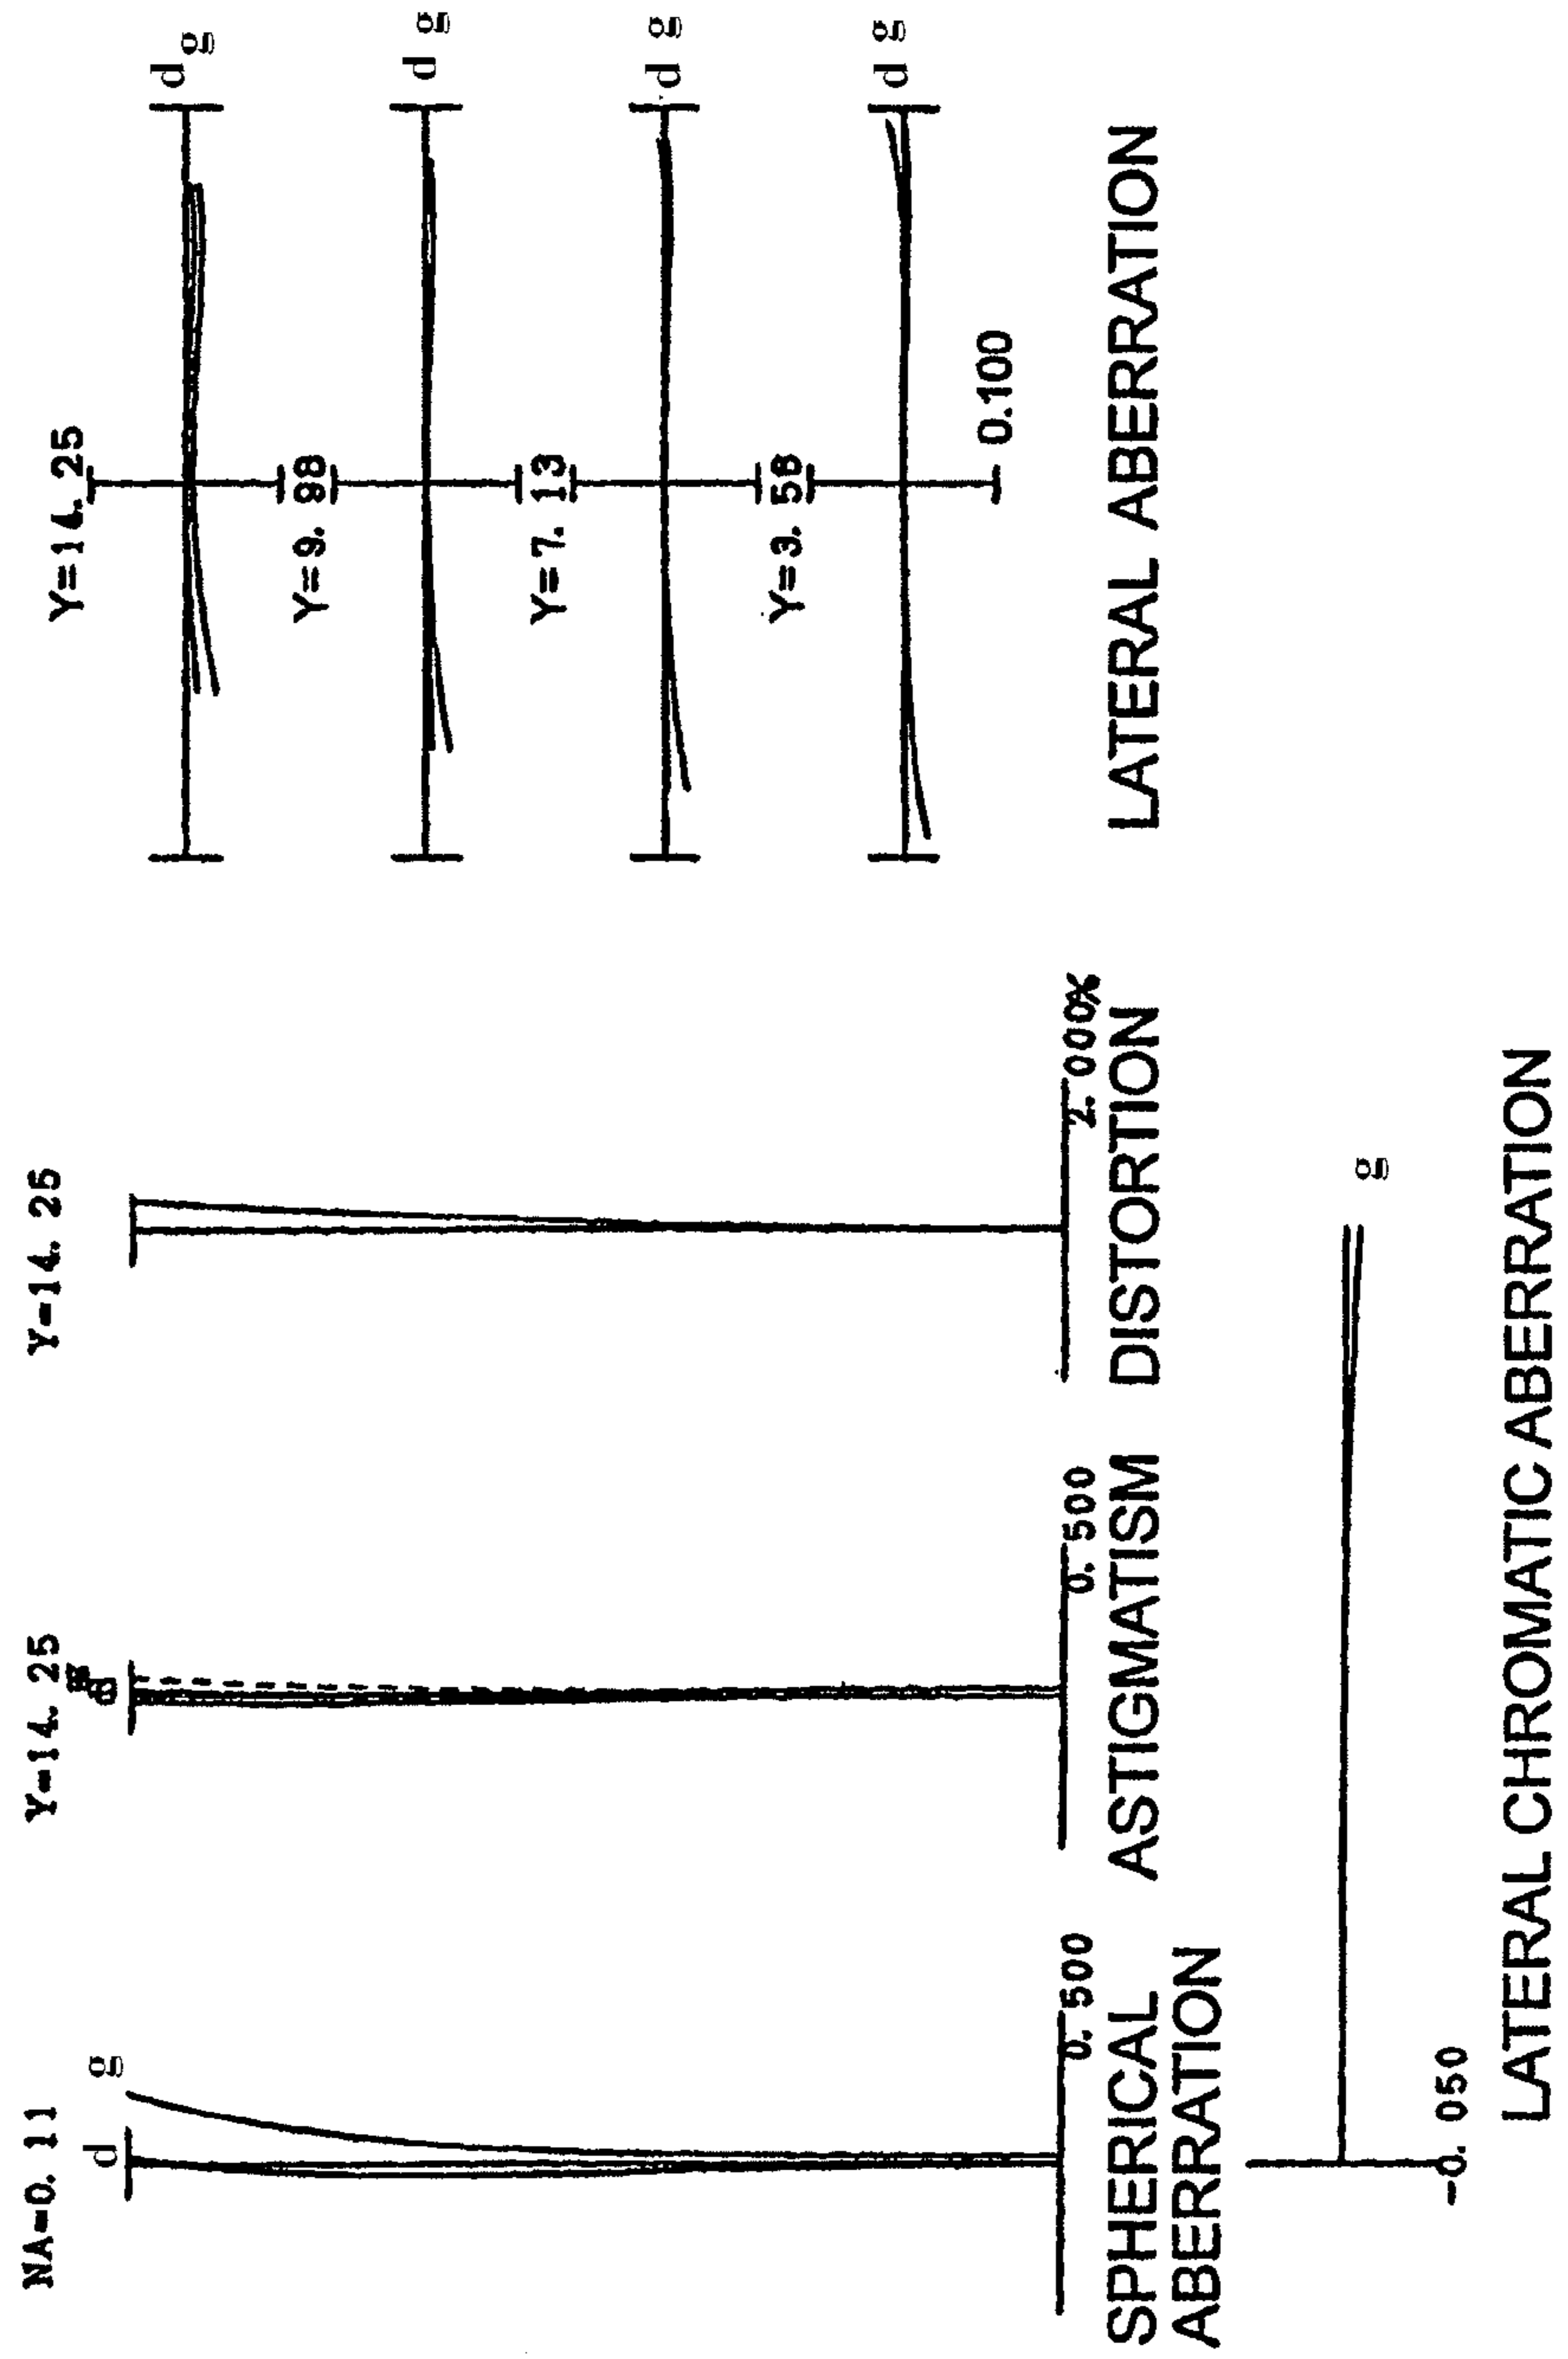 NA=0. 11
d g
0. 500
SPHERICAL
ABERRATION
Y=14. 25
0. 500
ASTIGMATISM
Y=14. 25
2. 000%
DISTORTION
Y=14. 25
d g
Y=9. 98
d g
Y=7. 13
d g
Y=3. 56
d g
0.100
LATERAL ABERRATION
-0. 050
g
LATERAL CHROMATIC ABERRATION